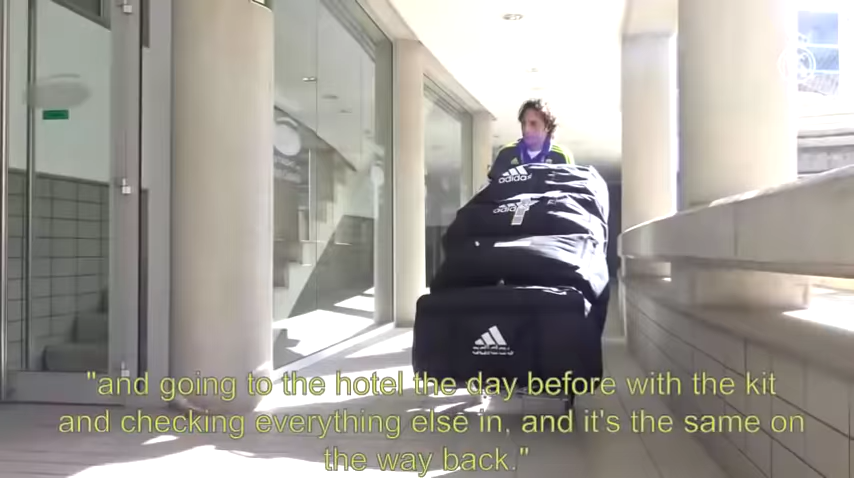 adidas
adidas
"and going to the hotel the day before with the kit
and checking everything else in, and it's the same on
the way back."